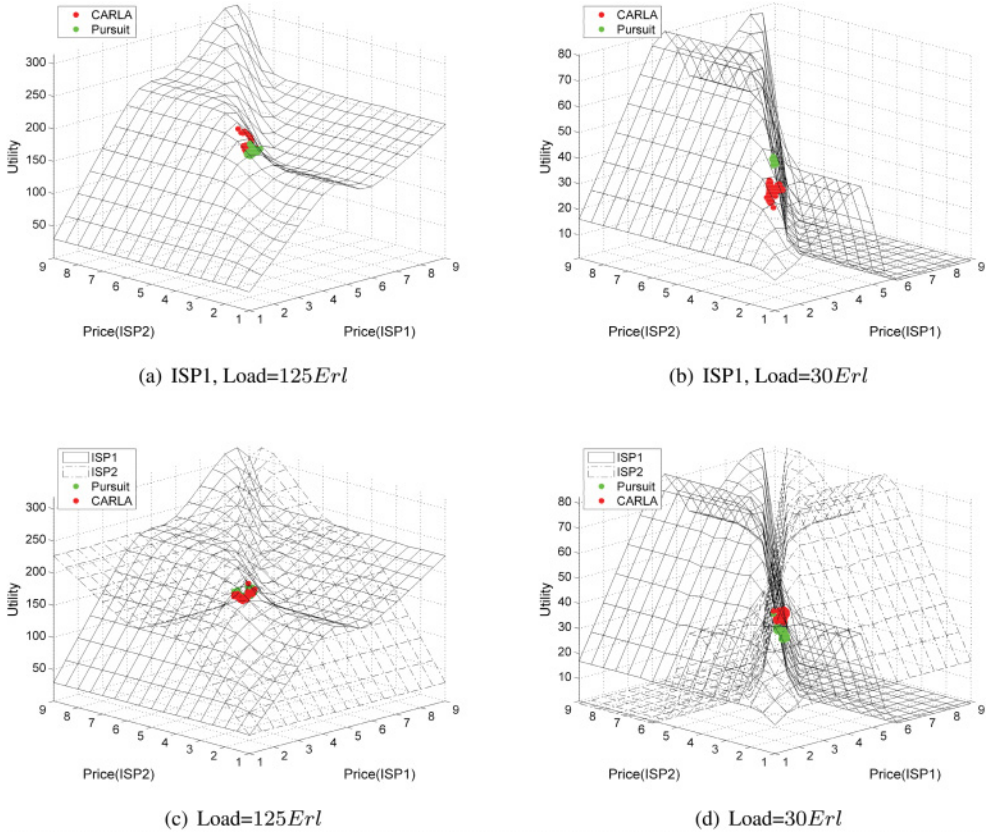 CARLA
Pursuit
300
250
200
150
100
50
Utility
9 8 7 6 5 4 3 2 1
1 2 3 4 5 6 7 8 9
Price(ISP2)
Price(ISP1)
(a) ISP1, Load=125Erl
CARLA
Pursuit
80
70
60
50
40
30
20
10
Utility
9 8 7 6 5 4 3 2 1
1 2 3 4 5 6 7 8 9
Price(ISP2)
Price(ISP1)
(b) ISP1, Load=30Erl
ISP1
ISP2
Pursuit
CARLA
300
250
200
150
100
50
Utility
9 8 7 6 5 4 3 2 1
1 2 3 4 5 6 7 8 9
Price(ISP2)
Price(ISP1)
(c) Load=125Erl
ISP1
ISP2
Pursuit
CARLA
80
70
60
50
40
30
20
10
Utility
9 8 7 6 5 4 3 2 1
1 2 3 4 5 6 7 8 9
Price(ISP2)
Price(ISP1)
(d) Load=30Erl